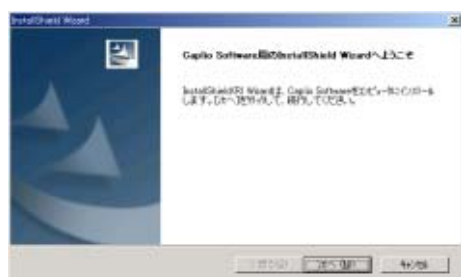 InstallShield Wizard
Caplio Software用のInstallShield Wizardへようこそ
InstallShield(R) Wizardは、Caplio Softwareをコンピュータにインストール
します。[次へ]をクリックして、続行してください。
次へ(N) キャンセル